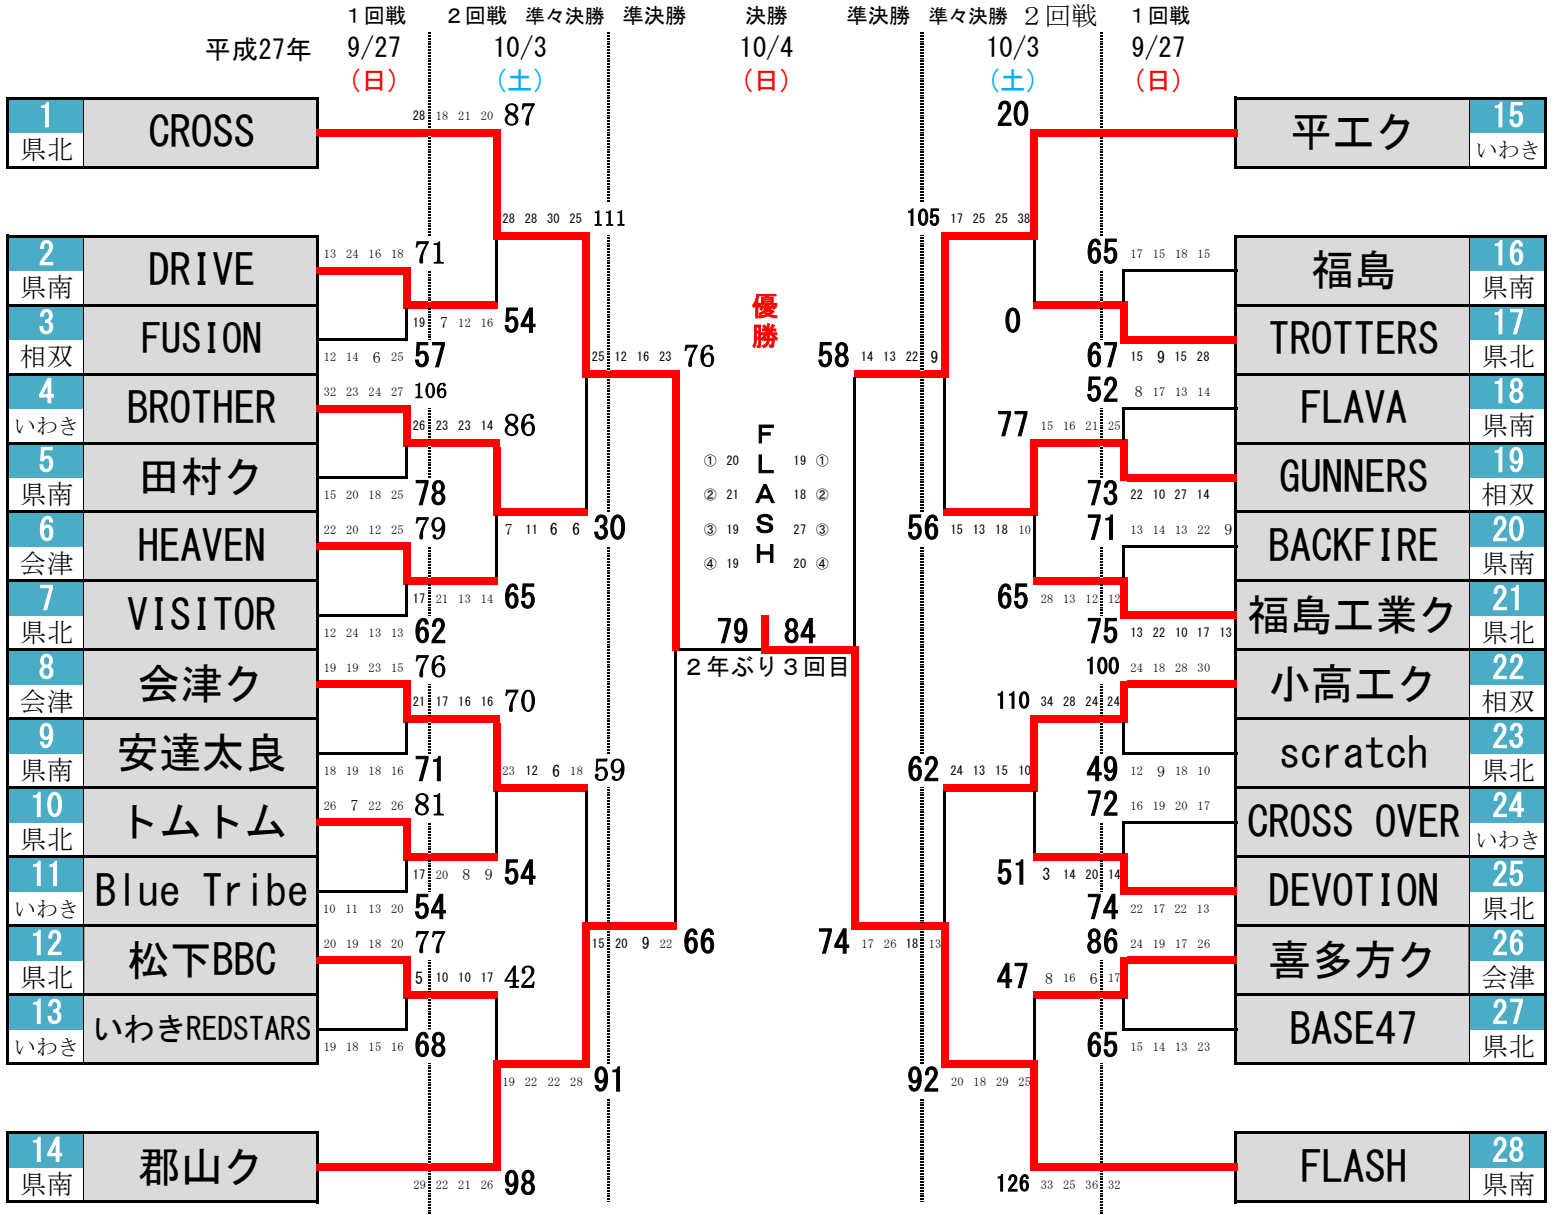 １回戦 ２回戦 準々決勝 準決勝 決勝 準決勝 準々決勝 ２回戦 １回戦
平成27年 9/27 10/3 10/4 10/3 9/27
（日） （土） （日） （土） （日）
1 県北 CROSS
28 18 21 20 87
20
平工ク 15 いわき
28 28 30 25 111
105 17 25 25 38
2 県南 DRIVE
13 24 16 18 71
65 17 15 18 15
福島 16 県南
19 7 12 16 54
優勝
0
3 相双 FUSION
12 14 6 25 57
67 15 9 15 28
TROTTERS 17 県北
25 12 16 23 76
58 14 13 22 9
4 いわき BROTHER
32 23 24 27 106
52 8 17 13 14
FLAVA 18 県南
26 23 23 14 86
77 15 16 21 25
FLASH
① 20 19 ①
② 21 18 ②
③ 19 27 ③
④ 19 20 ④
5 県南 田村ク
15 20 18 25 78
73 22 10 27 14
GUNNERS 19 相双
7 11 6 6 30
56 15 13 18 10
6 会津 HEAVEN
22 20 12 25 79
71 13 14 13 22 9
BACKFIRE 20 県南
17 21 13 14 65
65 28 13 12 12
7 県北 VISITOR
12 24 13 13 62
75 13 22 10 17 13
福島工業ク 21 県北
79 84
２年ぶり３回目
8 会津 会津ク
19 19 23 15 76
100 24 18 28 30
小高工ク 22 相双
21 17 16 16 70
110 34 28 24 24
9 県南 安達太良
18 19 18 16 71
49 12 9 18 10
scratch 23 県北
23 12 6 18 59
62 24 13 15 10
10 県北 トムトム
26 7 22 26 81
72 16 19 20 17
CROSS OVER 24 いわき
17 20 8 9 54
51 3 14 20 14
11 いわき Blue Tribe
10 11 13 20 54
74 22 17 22 13
DEVOTION 25 県北
15 20 9 22 66
74 17 26 18 13
12 県北 松下BBC
20 19 18 20 77
86 24 19 17 26
喜多方ク 26 会津
5 10 10 17 42
47 8 16 6 17
13 いわき いわきREDSTARS
19 18 15 16 68
65 15 14 13 23
BASE47 27 県北
19 22 22 28 91
92 20 18 29 25
14 県南 郡山ク
29 22 21 26 98
126 33 25 36 32
FLASH 28 県南